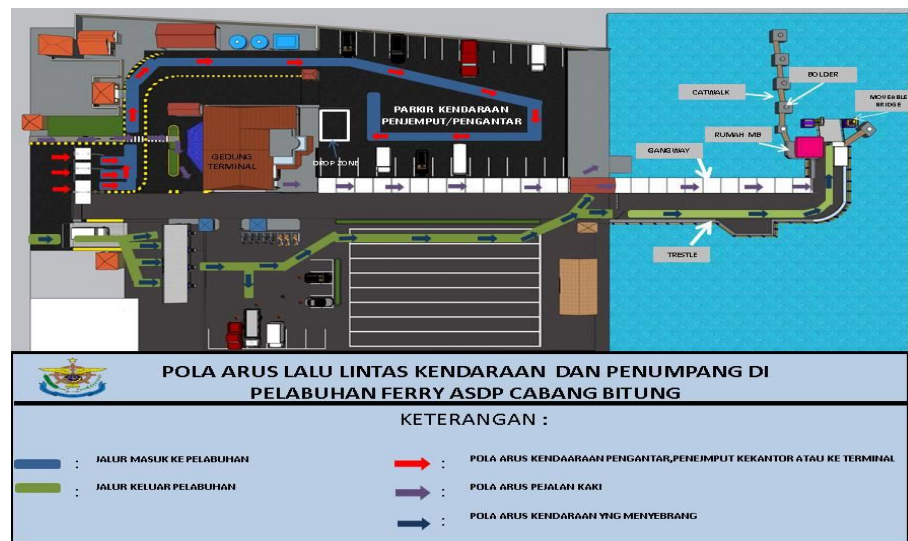 BOLDER
CATWALK
MOVEABLE
BRIDGE
PARKIR KENDARAAN
PENJEMPUT/PENGANTAR
RUMAH MB
GANGWAY
GEDUNG
TERMINAL
DROP ZONE
TRESTLE
POLA ARUS LALU LINTAS KENDARAAN DAN PENUMPANG DI
PELABUHAN FERRY ASDP CABANG BITUNG
KETERANGAN :
: JALUR MASUK KE PELABUHAN
: POLA ARUS KENDAARAAN PENGANTAR,PENEJMPUT KEKANTOR ATAU KE TERMINAL
: JALUR KELUAR PELABUHAN
: POLA ARUS PEJALAN KAKI
: POLA ARUS KENDARAAN YNG MENYEBRANG